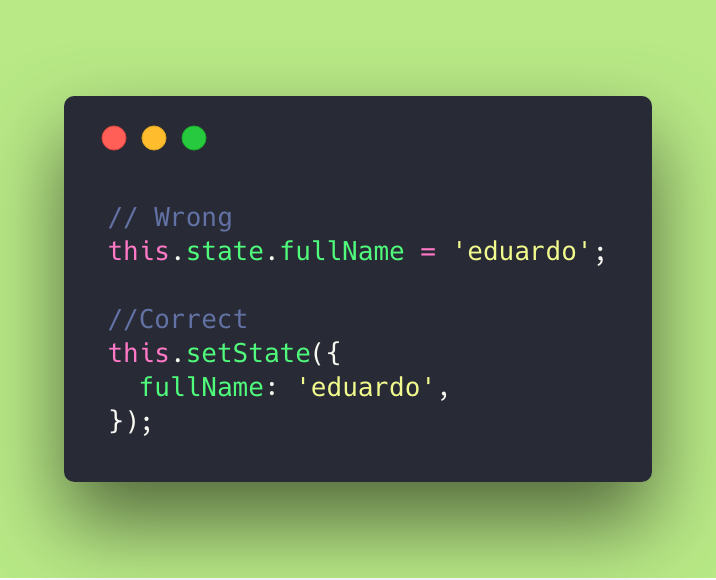 // Wrong
this.state.fullName = 'eduardo';
//Correct
this.setState({
  fullName: 'eduardo',
});